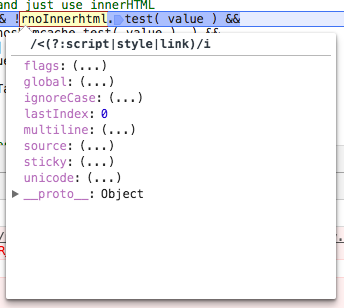 and just use innerHTML
& !rnoInnerhtml.test( value ) &&
/<(?:script|style|link)/i
flags: (...)
global: (...)
ignoreCase: (...)
lastIndex: 0
multiline: (...)
source: (...)
sticky: (...)
unicode: (...)
__proto__: Object